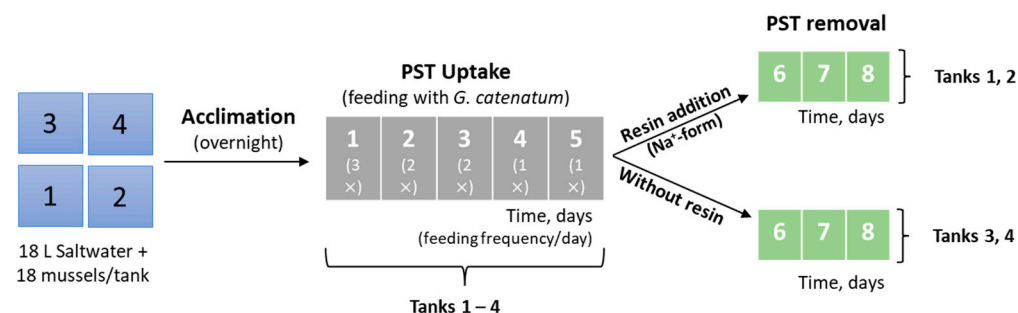 3 4
1 2
18 L Saltwater +
18 mussels/tank
Acclimation
(overnight)
PST Uptake
(feeding with G. catenatum)
1 2 3 4 5
(3 (2 (2 (1 (1
×) ×) ×) ×) ×)
Time, days
(feeding frequency/day)
Tanks 1 – 4
Resin addition
(Na⁺-form)
Without resin
PST removal
6 7 8
Tanks 1, 2
Time, days
6 7 8
Tanks 3, 4
Time, days